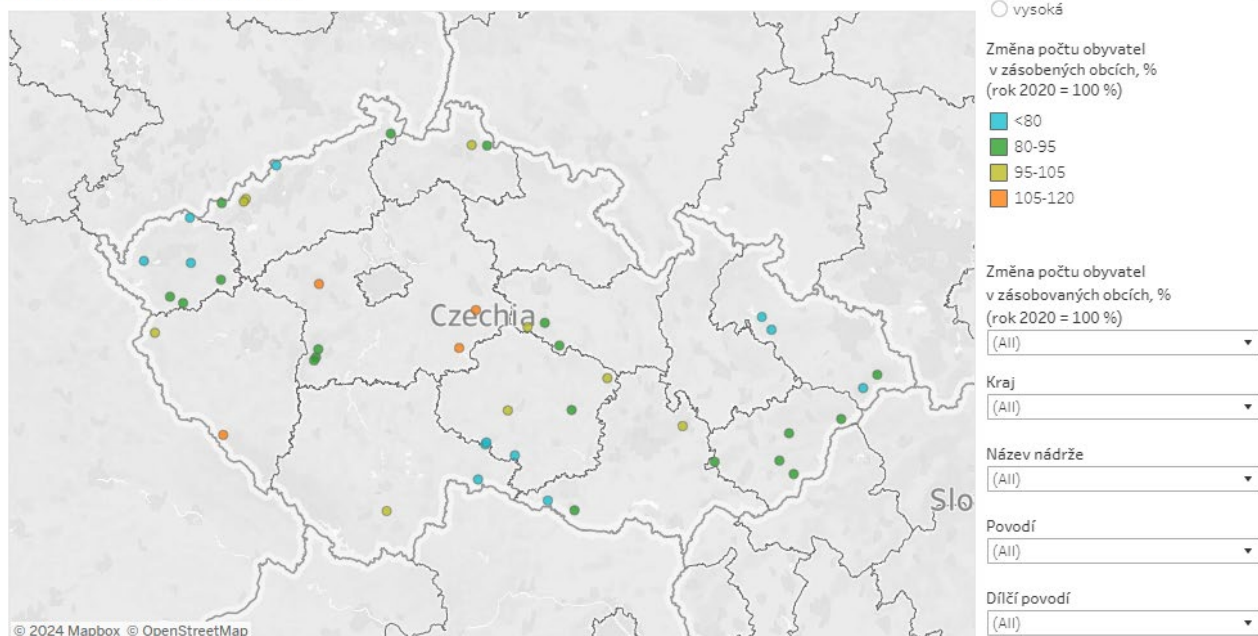 vysoká
Změna počtu obyvatel
v zásobených obcích, %
(rok 2020 = 100 %)
<80
80-95
95-105
105-120
Změna počtu obyvatel
v zásobovaných obcích, %
(rok 2020 = 100 %)
(All)
Kraj
(All)
Název nádrže
(All)
Povodí
(All)
Dílčí povodí
(All)
Czechia
Slo
© 2024 Mapbox © OpenStreetMap